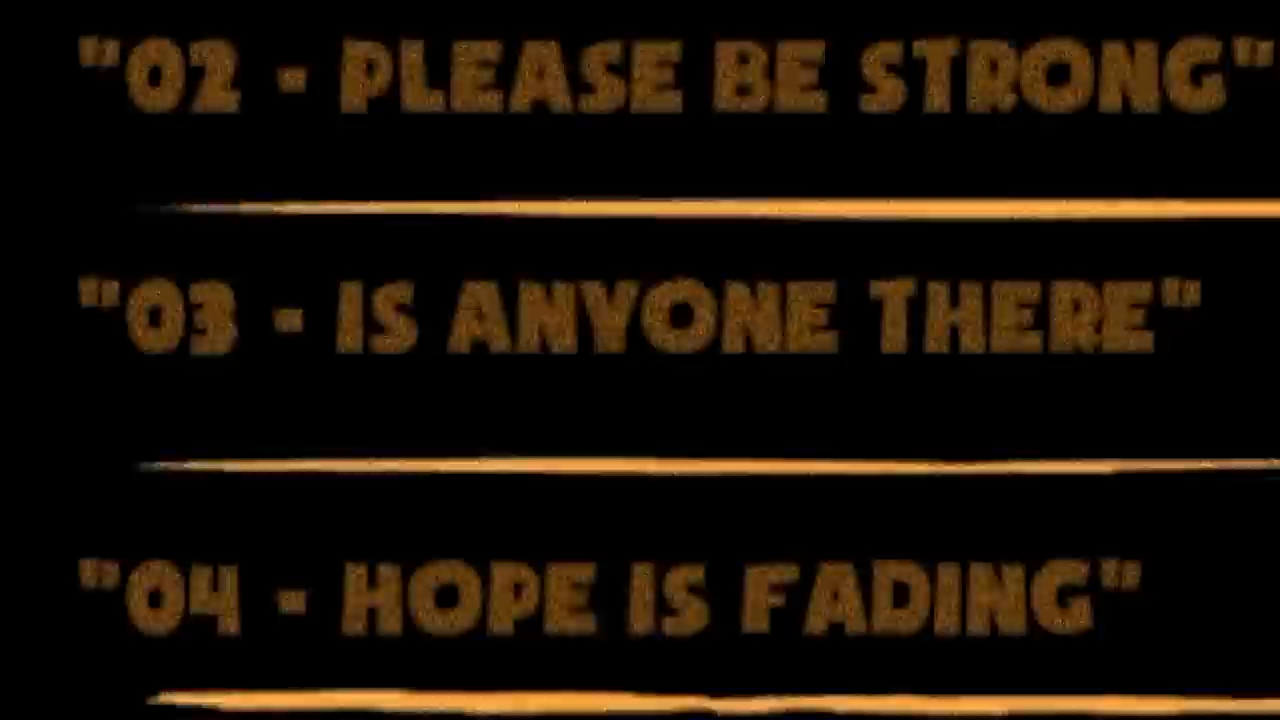 "02 - PLEASE BE STRONG"
"03 - IS ANYONE THERE"
"04 - HOPE IS FADING"